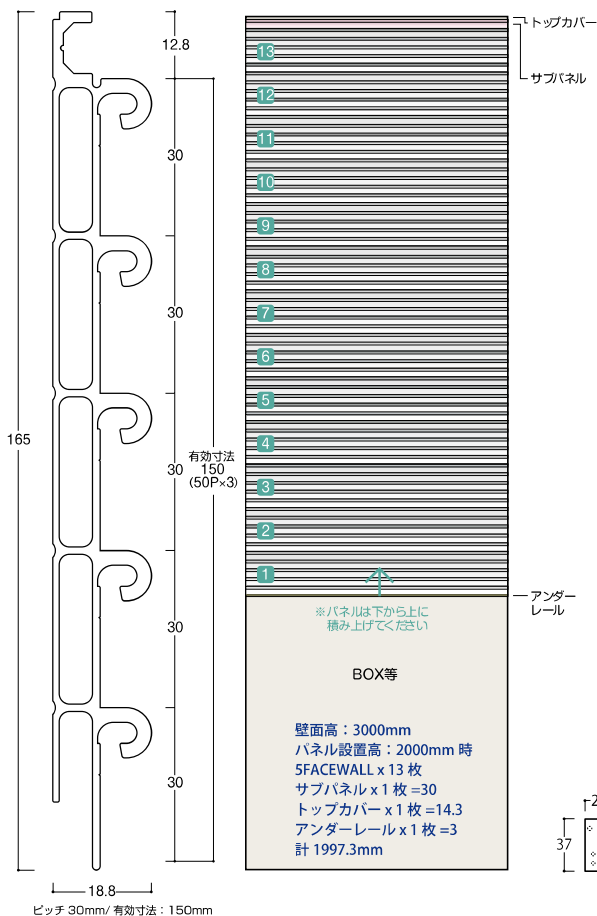 165
12.8
30
30
30
30
30
有効寸法
150
(50P×3)
18.8
ピッチ 30mm/ 有効寸法：150mm
トップカバー
サブパネル
13
12
11
10
9
8
7
6
5
4
3
2
1
アンダー
レール
※パネルは下から上に
積み上げてください
BOX等
壁面高：3000mm
パネル設置高：2000mm 時
5FACEWALL x 13 枚
サブパネル x 1 枚 =30
トップカバー x 1 枚 =14.3
アンダーレール x 1 枚 =3
計 1997.3mm
37